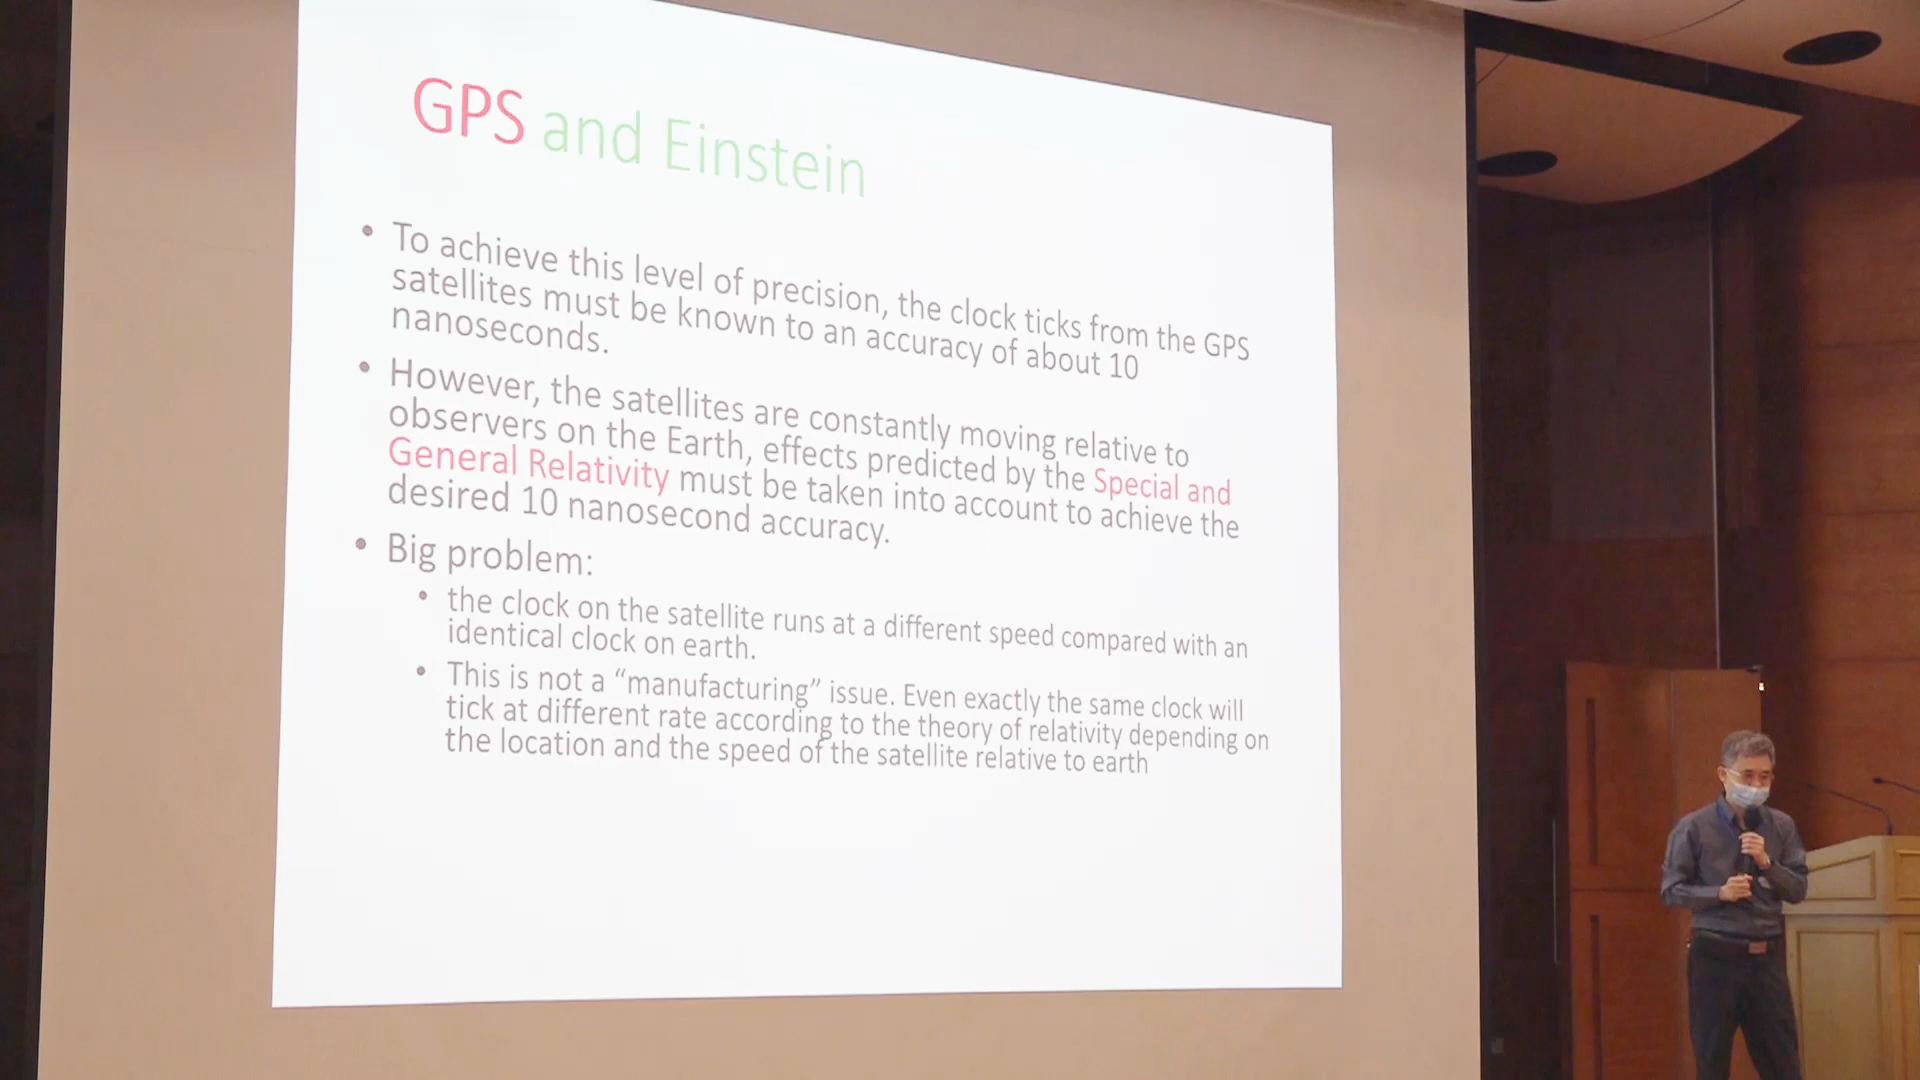 GPS and Einstein
• To achieve this level of precision, the clock ticks from the GPS
satellites must be known to an accuracy of about 10
nanoseconds.
• However, the satellites are constantly moving relative to
observers on the Earth, effects predicted by the Special and
General Relativity must be taken into account to achieve the
desired 10 nanosecond accuracy.
• Big problem:
• the clock on the satellite runs at a different speed compared with an
identical clock on earth.
• This is not a “manufacturing” issue. Even exactly the same clock will
tick at different rate according to the theory of relativity depending on
the location and the speed of the satellite relative to earth